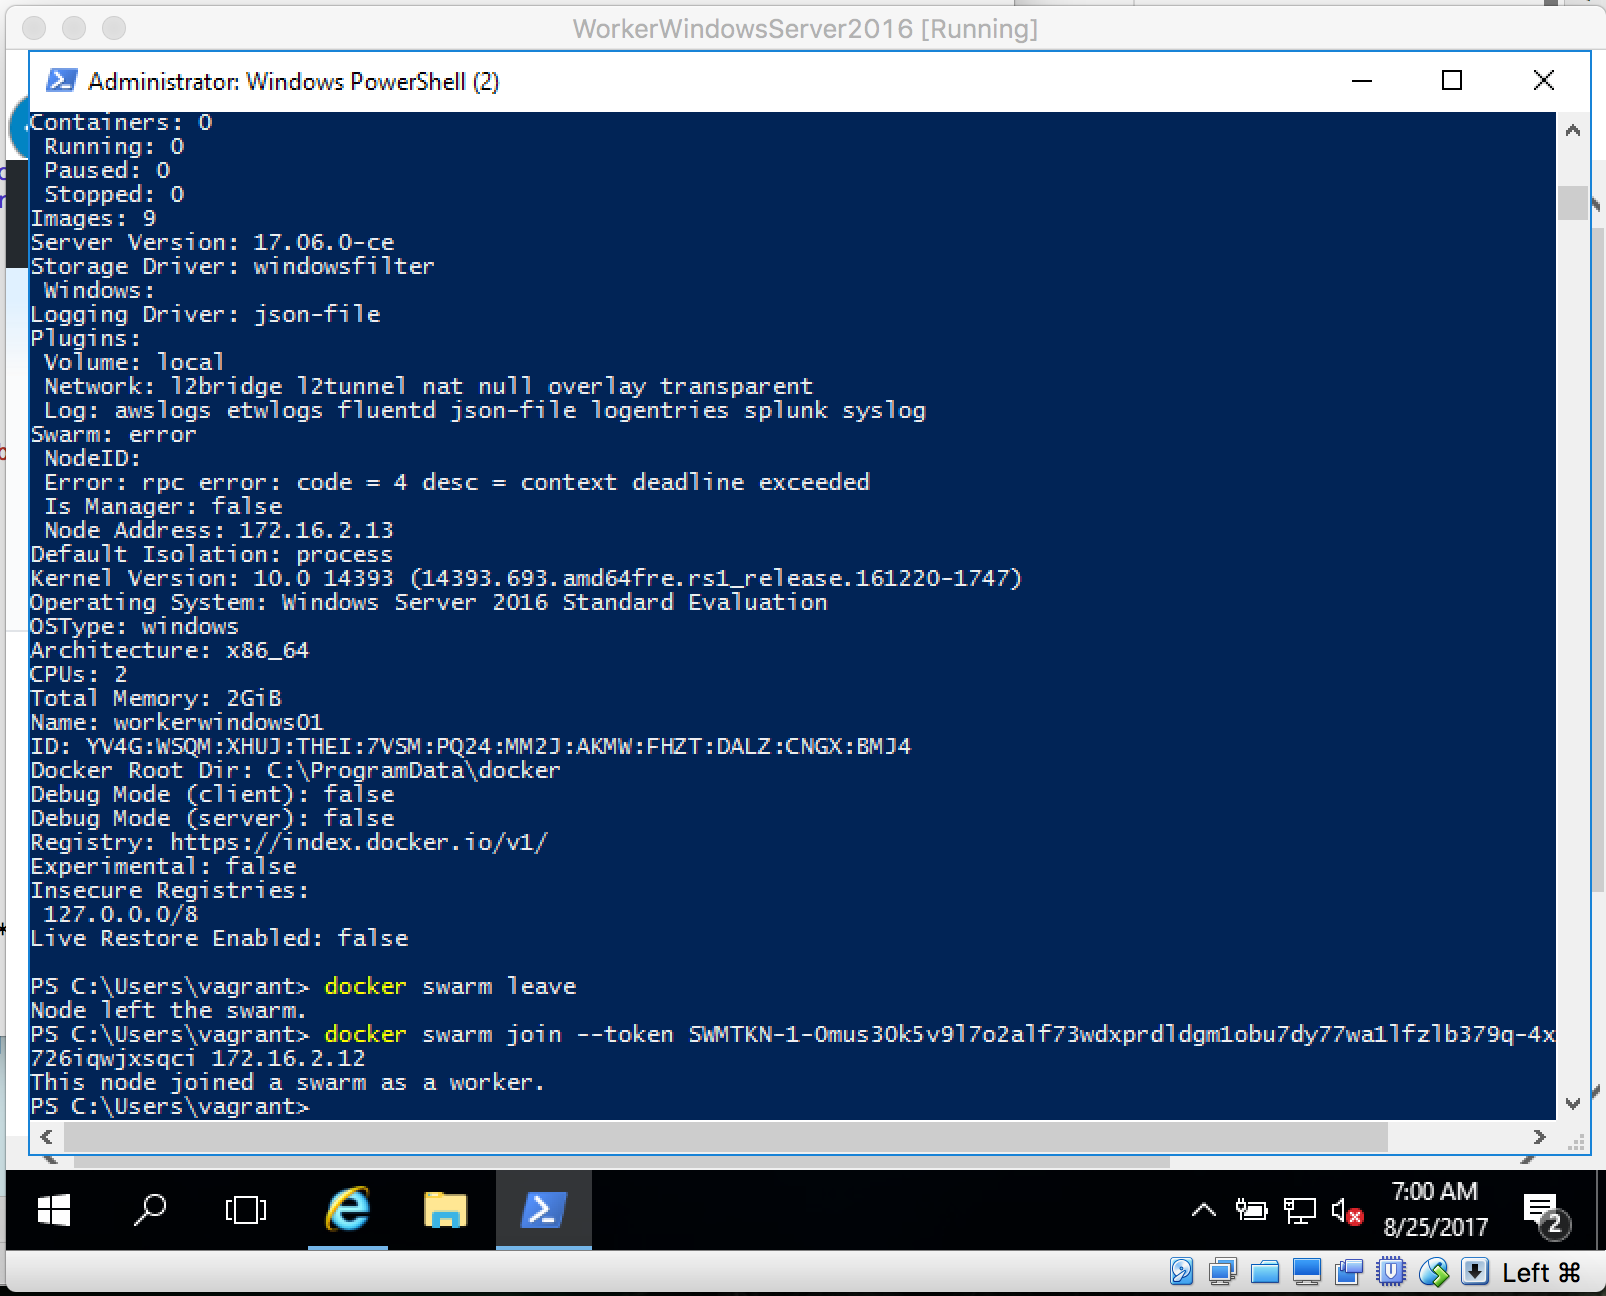 WorkerWindowsServer2016 [Running]
Administrator: Windows PowerShell (2)
Containers: 0
Running: 0
Paused: 0
Stopped: 0
Images: 9
Server Version: 17.06.0-ce
Storage Driver: windowsfilter
Windows:
Logging Driver: json-file
Plugins:
Volume: local
Network: l2bridge l2tunnel nat null overlay transparent
Log: awslogs etwlogs fluentd json-file logentries splunk syslog
Swarm: error
NodeID:
Error: rpc error: code = 4 desc = context deadline exceeded
Is Manager: false
Node Address: 172.16.2.13
Default Isolation: process
Kernel Version: 10.0 14393 (14393.693.amd64fre.rs1_release.161220-1747)
Operating System: Windows Server 2016 Standard Evaluation
OSType: windows
Architecture: x86_64
CPUs: 2
Total Memory: 2GiB
Name: workerwindows01
ID: YV4G:WSQM:XHUJ:THEI:7VSM:PQ24:MM2J:AKMW:FHZT:DALZ:CNGX:BMJ4
Docker Root Dir: C:\ProgramData\docker
Debug Mode (client): false
Debug Mode (server): false
Registry: https://index.docker.io/v1/
Experimental: false
Insecure Registries:
127.0.0.0/8
Live Restore Enabled: false
PS C:\Users\vagrant> docker swarm leave
Node left the swarm.
PS C:\Users\vagrant> docker swarm join --token SWMTKN-1-0mus30k5v9l7o2alf73wdxprdldgm1obu7dy77wa1lfzlb379q-4x
726iqwjxsqci 172.16.2.12
This node joined a swarm as a worker.
PS C:\Users\vagrant>
7:00 AM
8/25/2017
2
Left ⌘